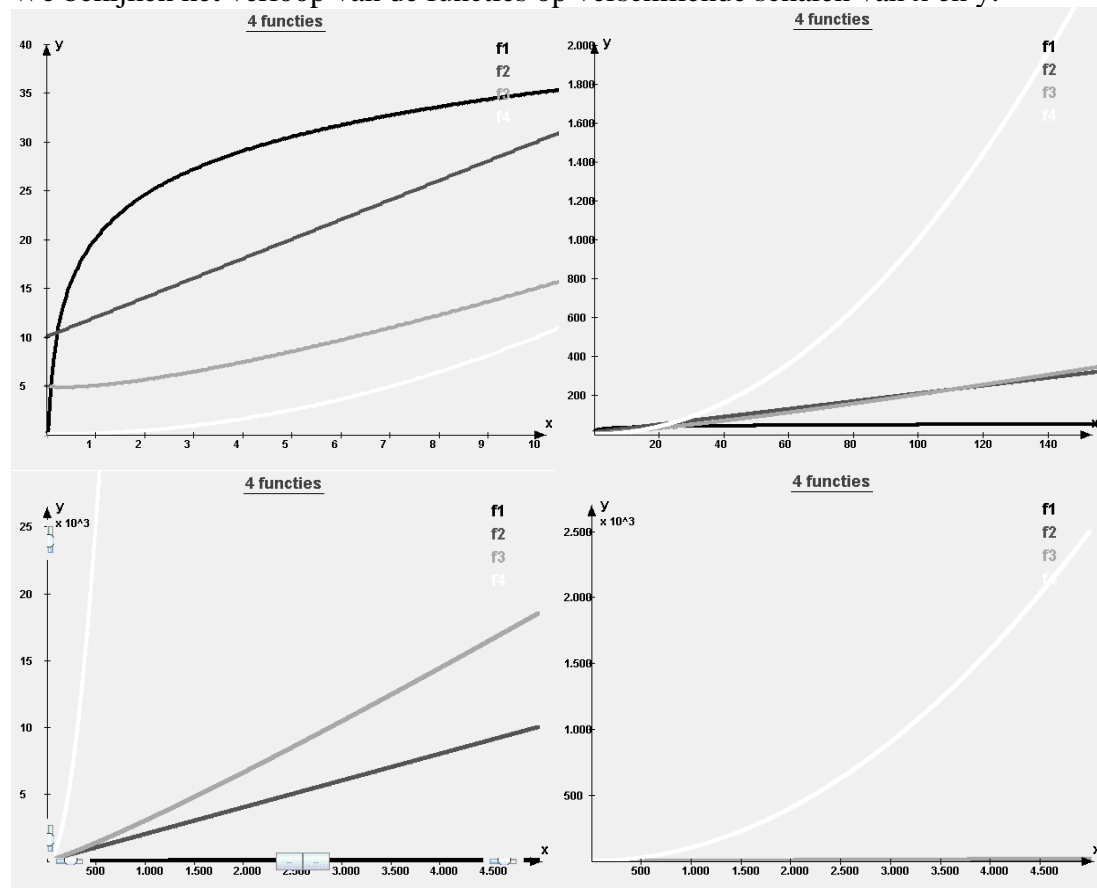 We bekijken het verloop van de functies op verschillende schalen van x en y:
4 functies
40
y
f1
35
f2
f3
30
f4
25
20
15
10
5
1 2 3 4 5 6 7 8 9 10
x
4 functies
2.000
y
f1
1.800
f2
f3
1.600
f4
1.400
1.200
1.000
800
600
400
200
20 40 60 80 100 120 140
x
4 functies
y
x 10^3
25
f1
f2
f3
f4
20
15
10
5
500 1.000 1.500 2.000 2.500 3.000 3.500 4.000 4.500
x
4 functies
y
x 10^3
2.500
f1
f2
f3
2.000
1.500
1.000
500
500 1.000 1.500 2.000 2.500 3.000 3.500 4.000 4.500
x